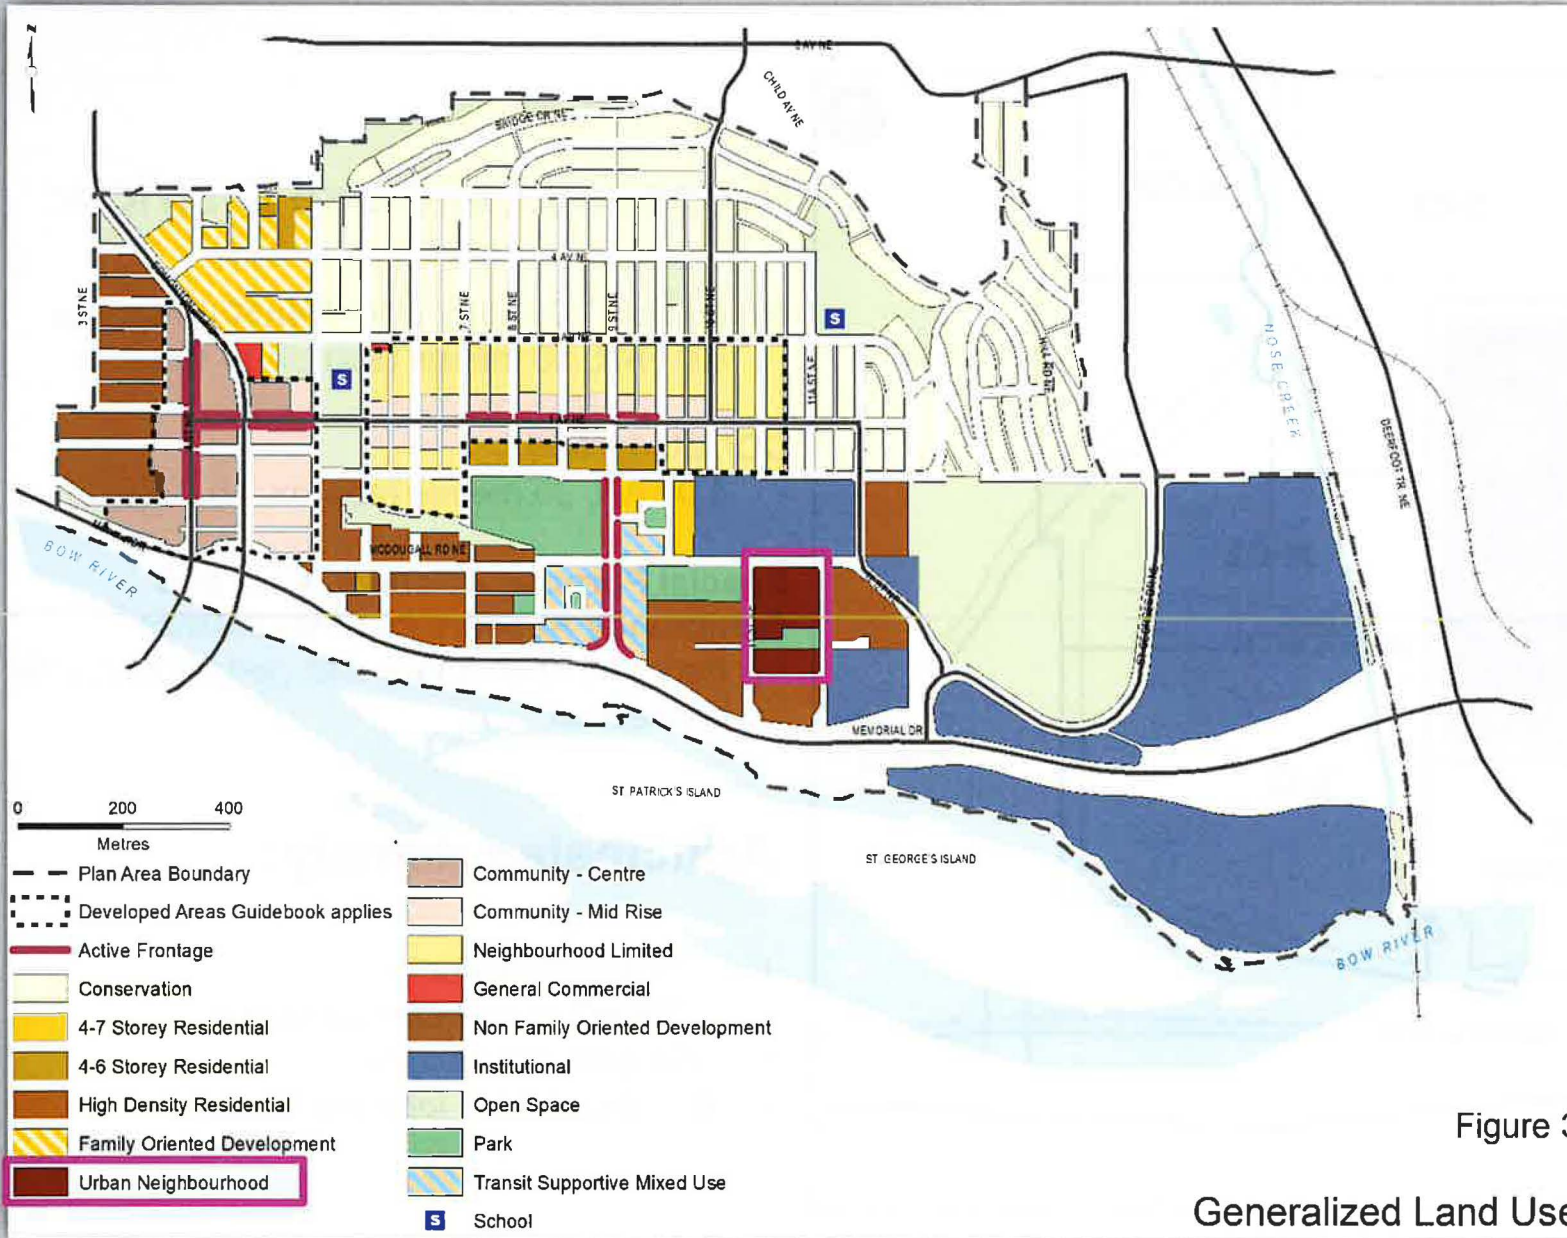 N
CHILD AV NE
BRIDGE CR NE
4 AV NE
3 ST NE
7 ST NE
8 ST NE
9 ST NE
S
S
11A ST NE
NOSE CREEK
DEERFOOT TR NE
MCDOUGALL RD NE
BOW RIVER
MEMORIAL DR
ST PATRICK'S ISLAND
ST GEORGE'S ISLAND
BOW RIVER
0 200 400
Metres
Plan Area Boundary
Developed Areas Guidebook applies
Active Frontage
Conservation
4-7 Storey Residential
4-6 Storey Residential
High Density Residential
Family Oriented Development
Urban Neighbourhood
Community - Centre
Community - Mid Rise
Neighbourhood Limited
General Commercial
Non Family Oriented Development
Institutional
Open Space
Park
Transit Supportive Mixed Use
S School
Figure 3
Generalized Land Use